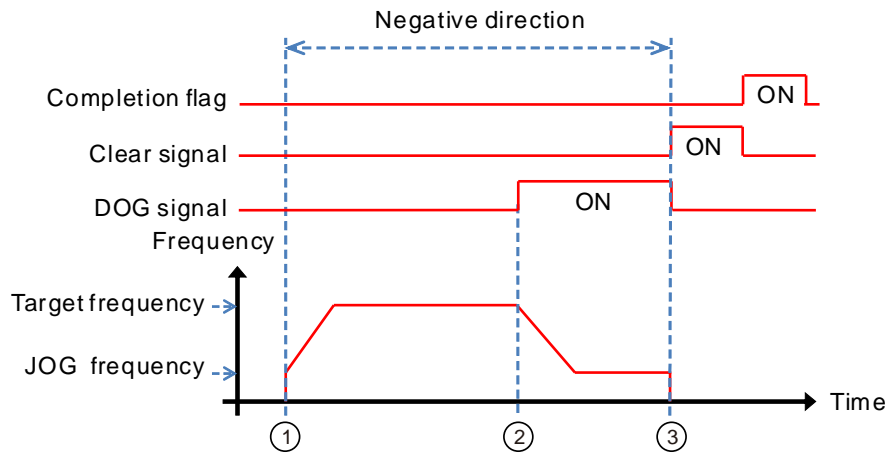 Negative direction
Completion flag
ON
Clear signal
ON
DOG signal
ON
Frequency
Target frequency
JOG frequency
Time
1
2
3